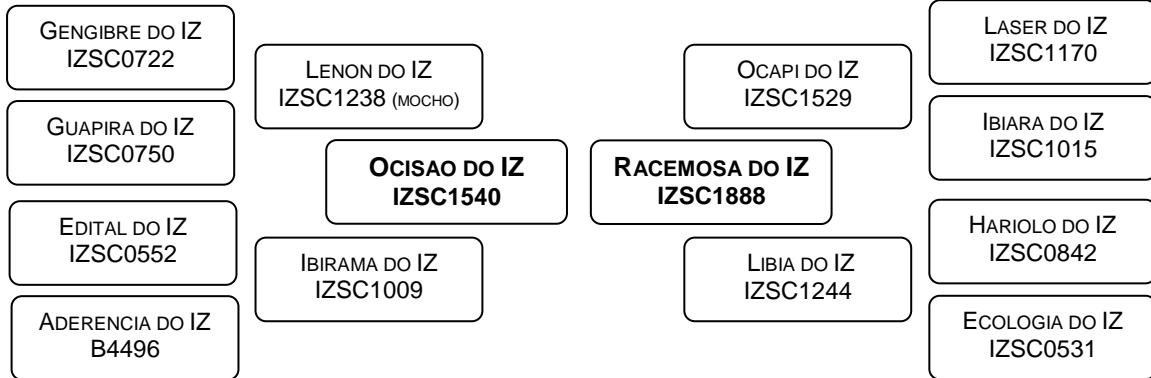 GENGIBRE DO IZ
IZSC0722
GUAPIRA DO IZ
IZSC0750
EDITAL DO IZ
IZSC0552
ADERENCIA DO IZ
B4496
LENON DO IZ
IZSC1238 (MOCHO)
IBIRAMA DO IZ
IZSC1009
OCISAO DO IZ
IZSC1540
RACEMOSA DO IZ
IZSC1888
OCAPI DO IZ
IZSC1529
LIBIA DO IZ
IZSC1244
LASER DO IZ
IZSC1170
IBIARA DO IZ
IZSC1015
HARIOLO DO IZ
IZSC0842
ECOLOGIA DO IZ
IZSC0531